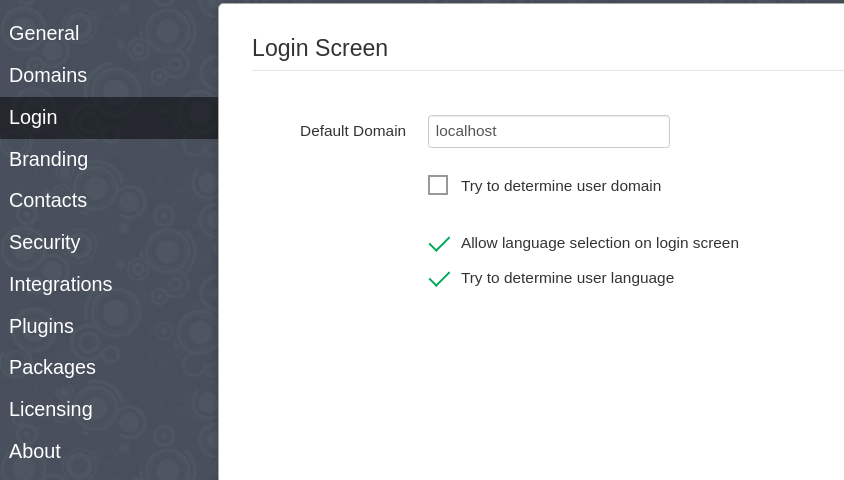 General
Domains
Login
Branding
Contacts
Security
Integrations
Plugins
Packages
Licensing
About
Login Screen
Default Domain
localhost
Try to determine user domain
Allow language selection on login screen
Try to determine user language